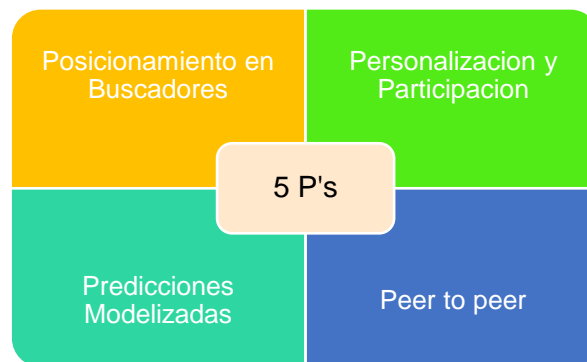 Posicionamiento en
Buscadores
Personalizacion y
Participacion
5 P's
Predicciones
Modelizadas
Peer to peer